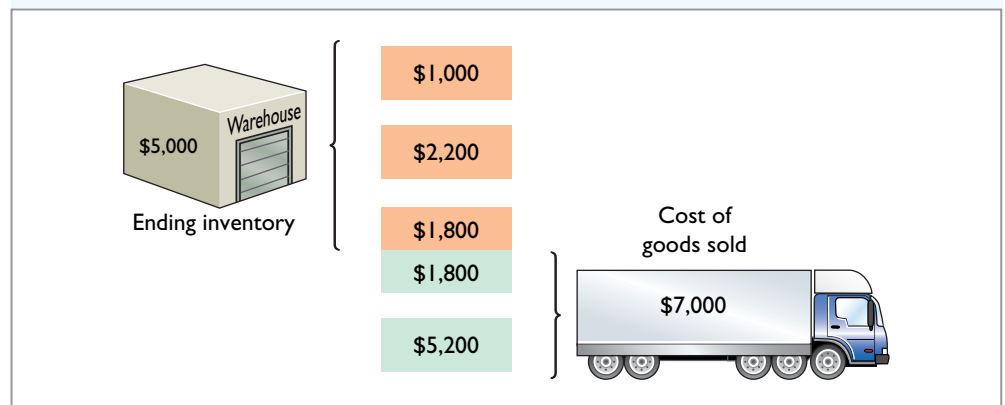 $1,000
Warehouse
$5,000
$2,200
Ending inventory
$1,800
Cost of
goods sold
$1,800
$7,000
$5,200